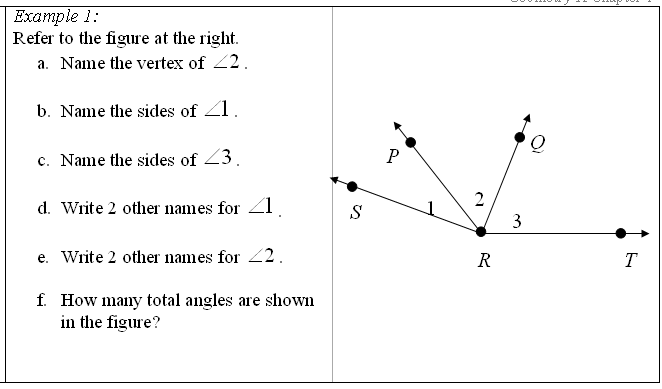 Example 1:
Refer to the figure at the right.
a. Name the vertex of ∠2.
b. Name the sides of ∠1.
c. Name the sides of ∠3.
d. Write 2 other names for ∠1.
e. Write 2 other names for ∠2.
f. How many total angles are shown
in the figure?
P
Q
S
1
2
3
R
T